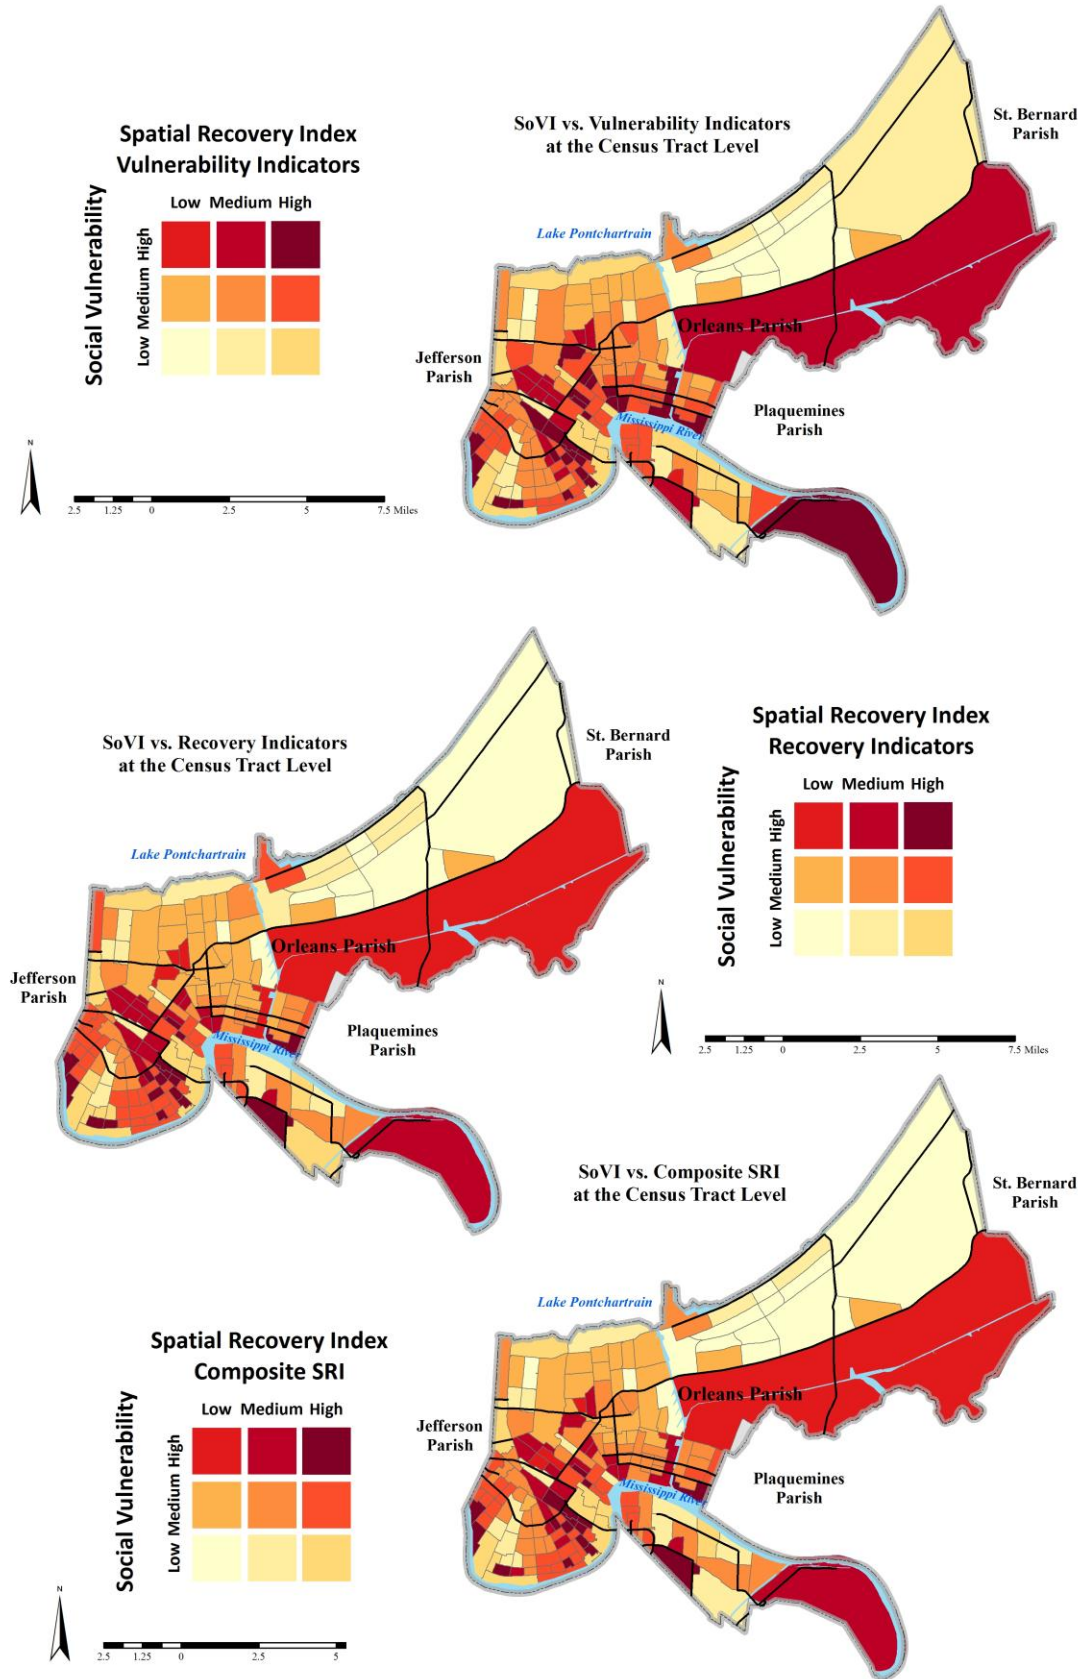 SoVI vs. Vulnerability Indicators
at the Census Tract Level
St. Bernard
Parish
Spatial Recovery Index
Vulnerability Indicators
Low Medium High
Social Vulnerability
Low Medium High
Lake Pontchartrain
Orleans Parish
Jefferson
Parish
Plaquemines
Parish
Mississippi River
N
2.5 1.25 0 2.5 5 7.5 Miles
SoVI vs. Recovery Indicators
at the Census Tract Level
St. Bernard
Parish
Spatial Recovery Index
Recovery Indicators
Low Medium High
Social Vulnerability
Low Medium High
Lake Pontchartrain
Orleans Parish
Jefferson
Parish
Plaquemines
Parish
Mississippi River
N
2.5 1.25 0 2.5 5 7.5 Miles
SoVI vs. Composite SRI
at the Census Tract Level
St. Bernard
Parish
Lake Pontchartrain
Spatial Recovery Index
Composite SRI
Low Medium High
Social Vulnerability
Low Medium High
Orleans Parish
Jefferson
Parish
Plaquemines
Parish
Mississippi River
N
2.5 1.25 0 2.5 5